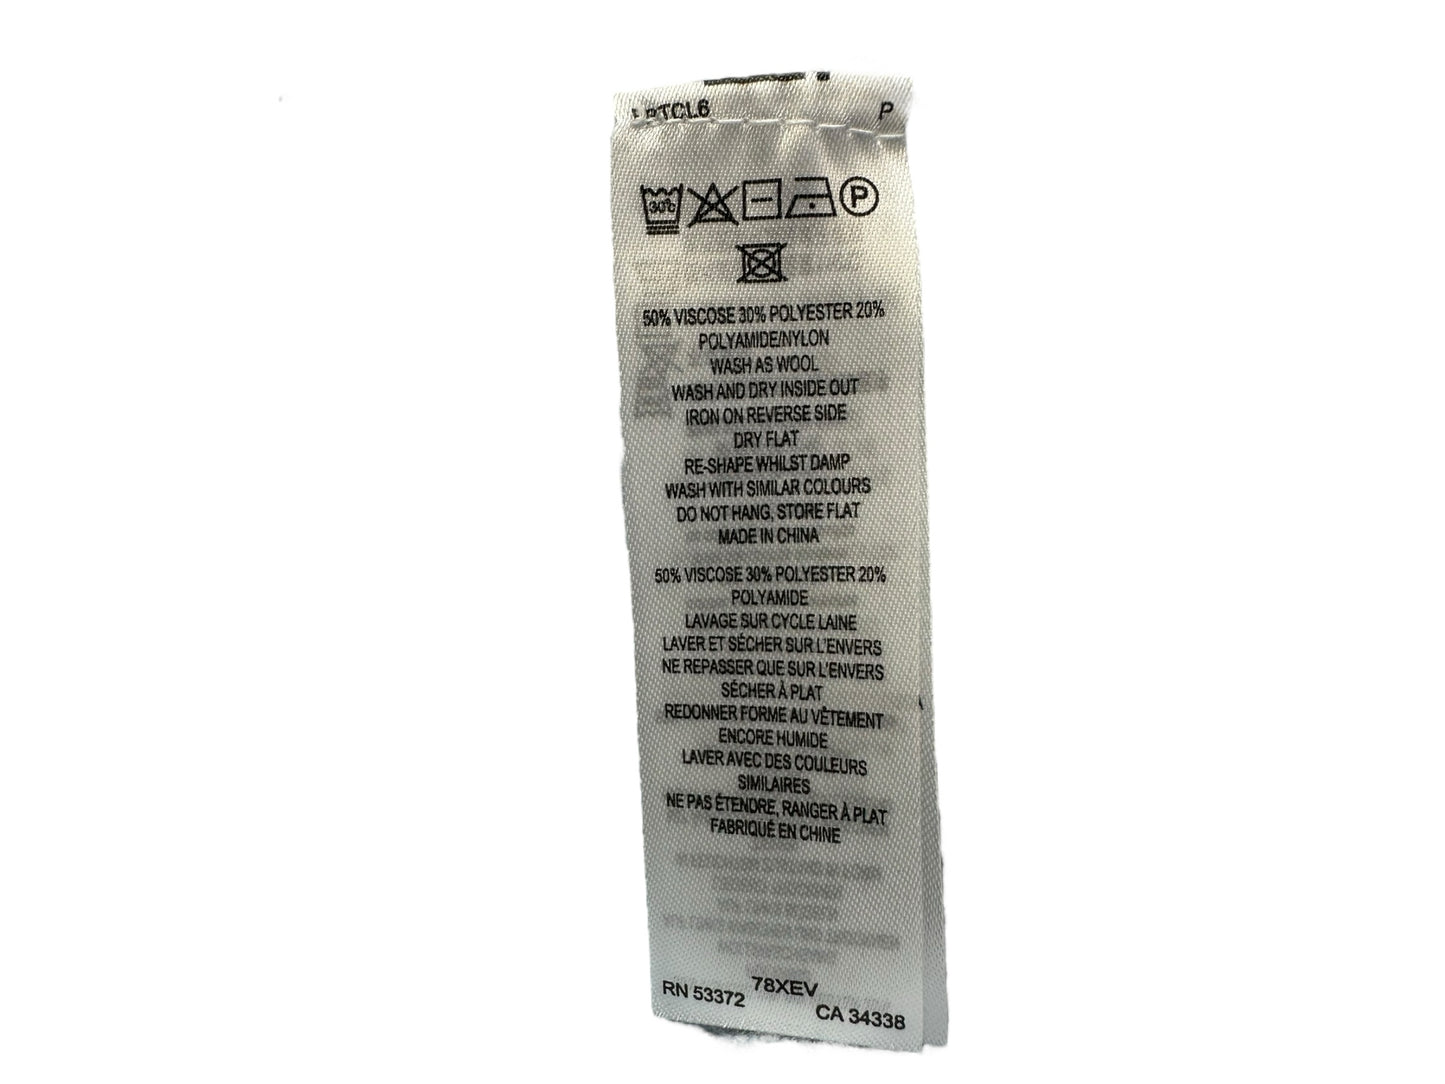 P
30°C
P
50% VISCOSE 30% POLYESTER 20%
POLYAMIDE/NYLON
WASH AS WOOL
WASH AND DRY INSIDE OUT
IRON ON REVERSE SIDE
DRY FLAT
RE-SHAPE WHILST DAMP
WASH WITH SIMILAR COLOURS
DO NOT HANG, STORE FLAT
MADE IN CHINA
50% VISCOSE 30% POLYESTER 20%
POLYAMIDE
LAVAGE SUR CYCLE LAINE
LAVER ET SÉCHER SUR L'ENVERS
NE REPASSER QUE SUR L'ENVERS
SÉCHER À PLAT
REDONNER FORME AU VÊTEMENT
ENCORE HUMIDE
LAVER AVEC DES COULEURS
SIMILAIRES
NE PAS ÉTENDRE, RANGER À PLAT
FABRIQUÉ EN CHINE
78XEV
RN 53372
CA 34338